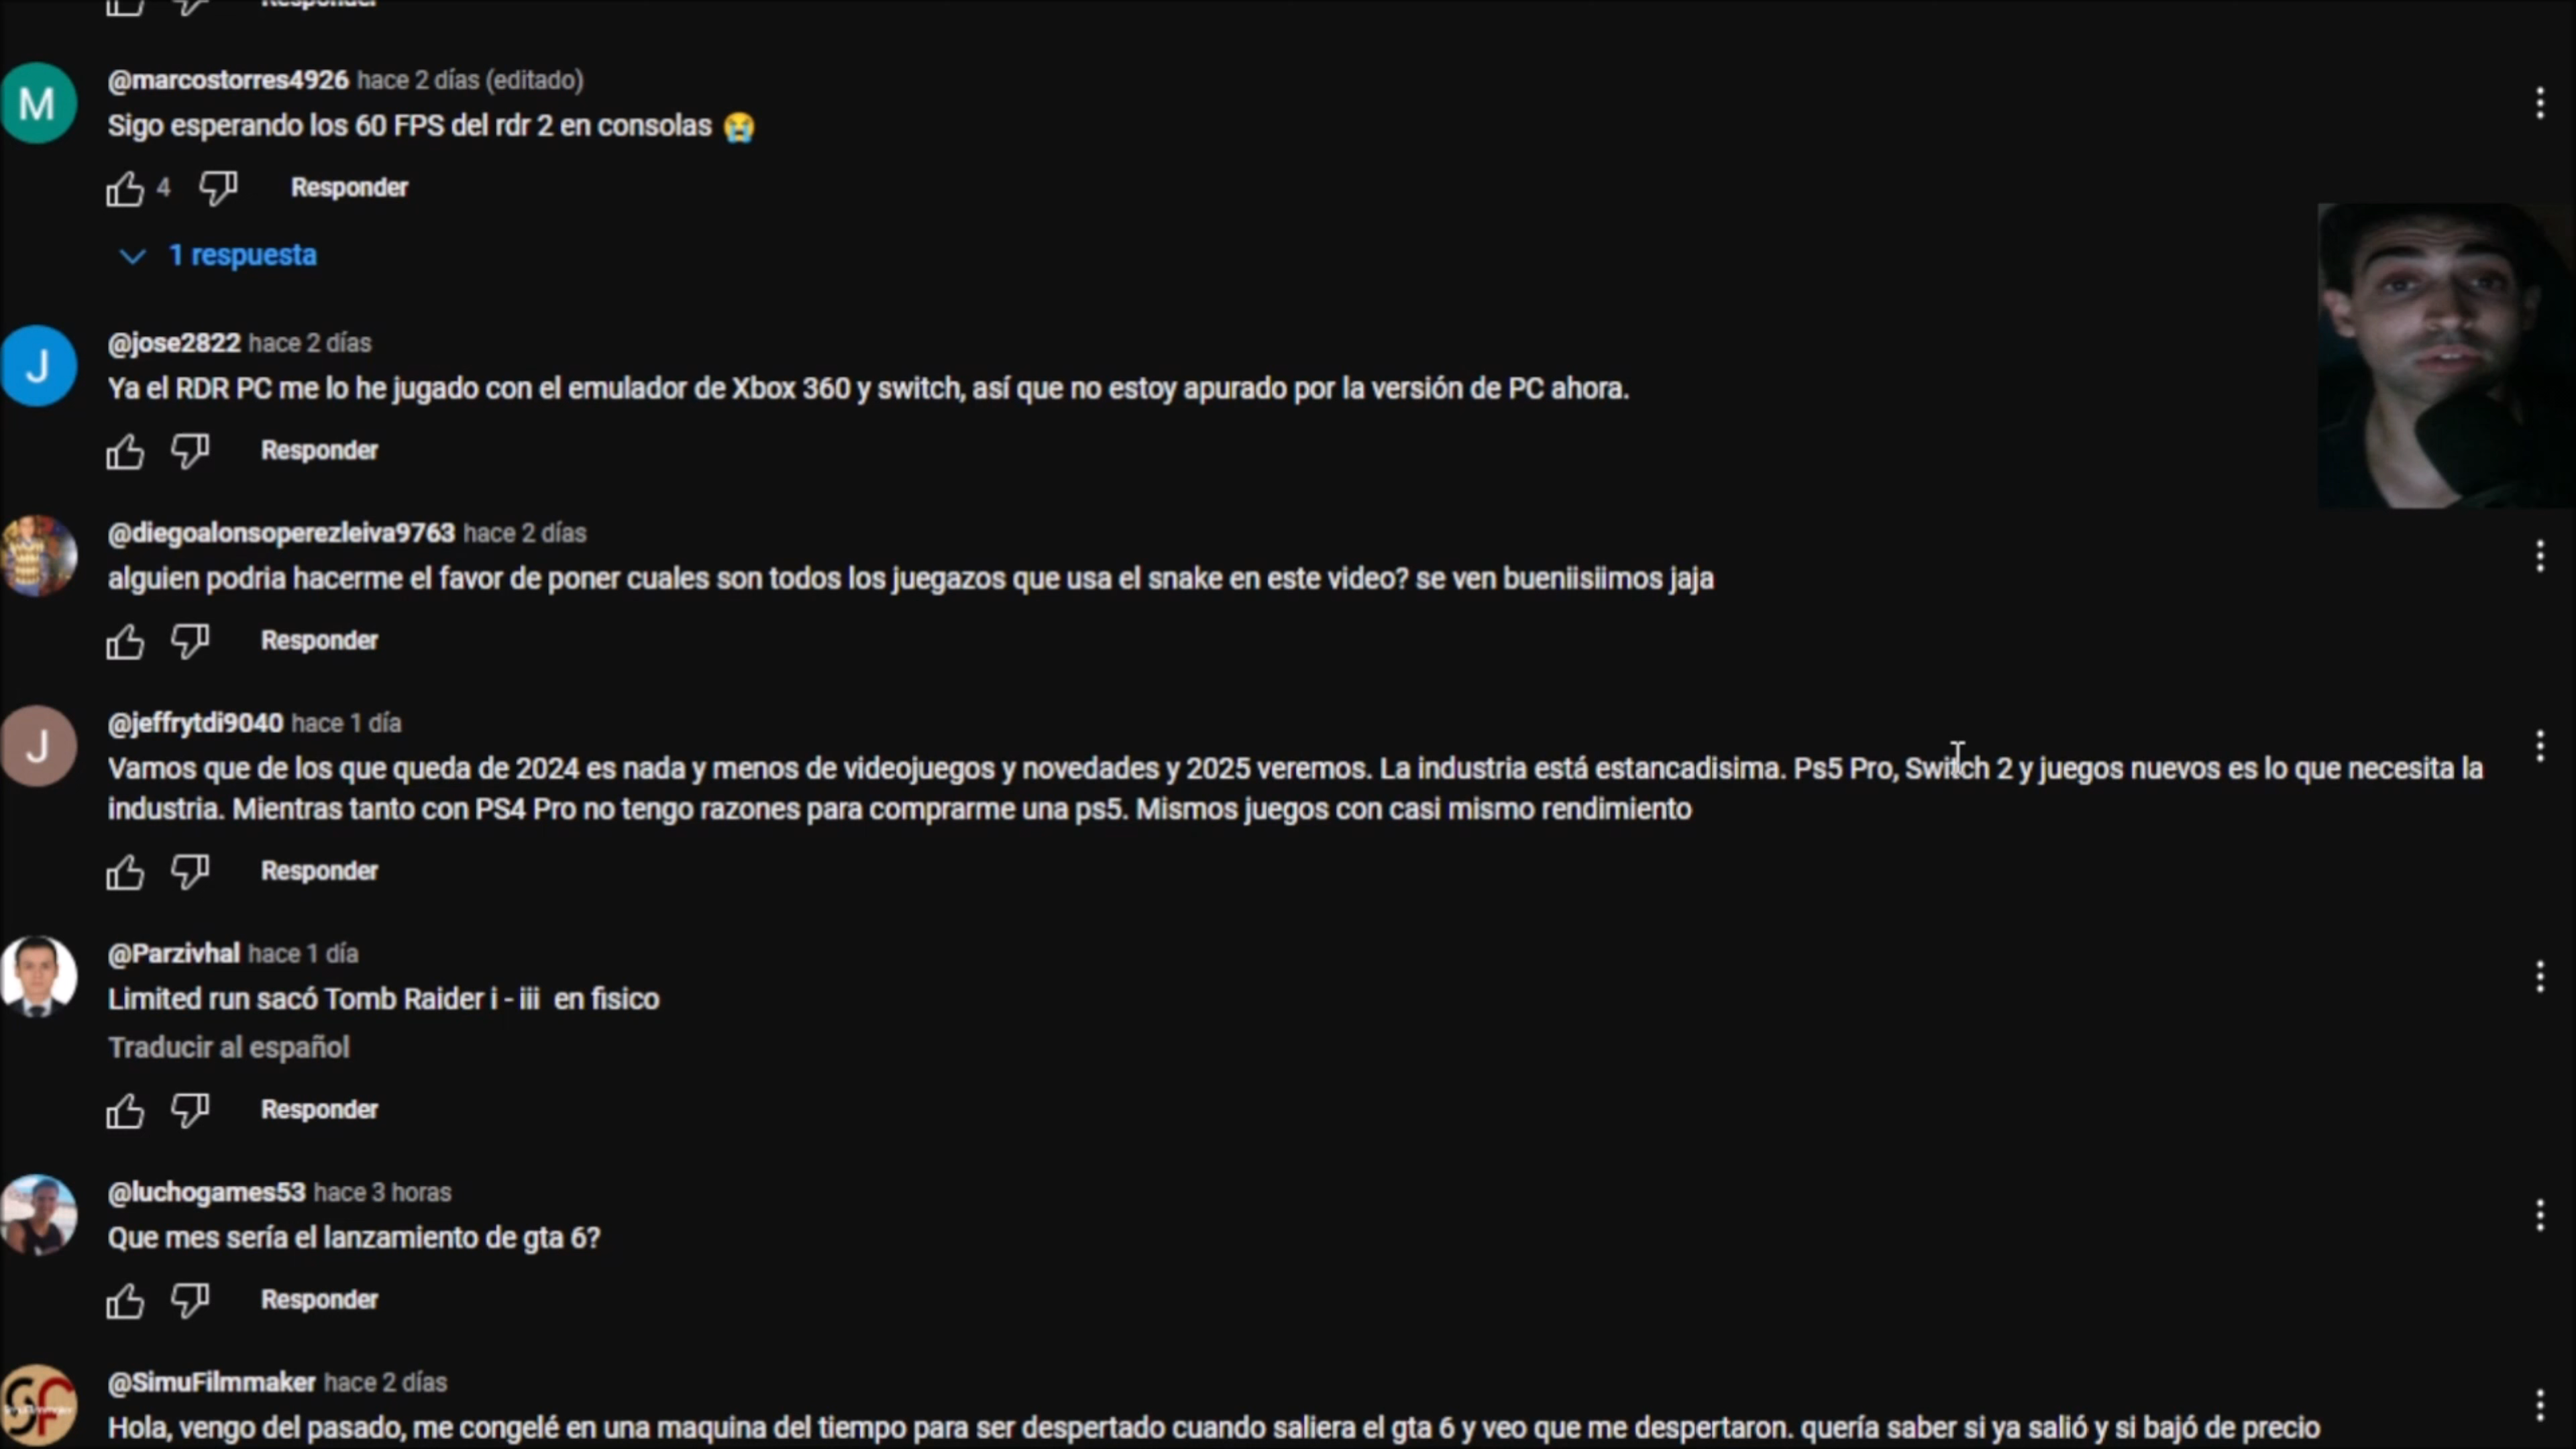 Responder
@marcostorres4926 hace 2 días (editado)
Sigo esperando los 60 FPS del rdr 2 en consolas 😭
4 Responder
1 respuesta
@jose2822 hace 2 días
Ya el RDR PC me lo he jugado con el emulador de Xbox 360 y switch, así que no estoy apurado por la versión de PC ahora.
Responder
@diegoalonsoperezleiva9763 hace 2 días
alguien podria hacerme el favor de poner cuales son todos los juegazos que usa el snake en este video? se ven bueniisiimos jaja
Responder
@jeffrytdi9040 hace 1 día
Vamos que de los que queda de 2024 es nada y menos de videojuegos y novedades y 2025 veremos. La industria está estancadisima. Ps5 Pro, Switch 2 y juegos nuevos es lo que necesita la
industria. Mientras tanto con PS4 Pro no tengo razones para comprarme una ps5. Mismos juegos con casi mismo rendimiento
Responder
@Parzivhal hace 1 día
Limited run sacó Tomb Raider i - iii en fisico
Traducir al español
Responder
@luchogames53 hace 3 horas
Que mes sería el lanzamiento de gta 6?
Responder
@SimuFilmmaker hace 2 días
Hola, vengo del pasado, me congelé en una maquina del tiempo para ser despertado cuando saliera el gta 6 y veo que me despertaron. quería saber si ya salió y si bajó de precio